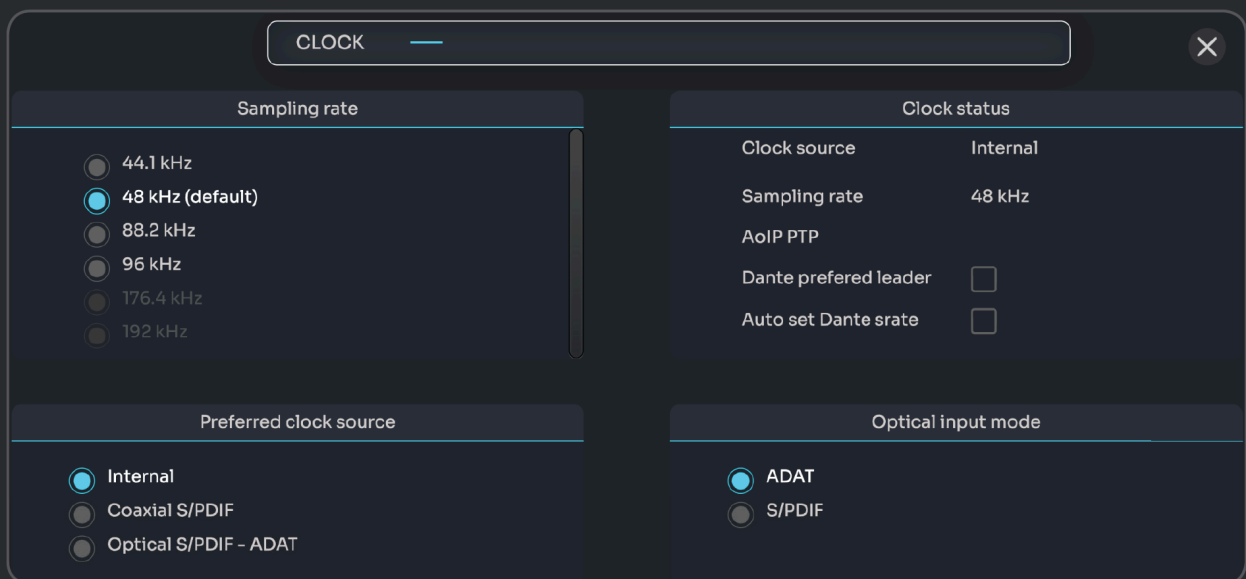 CLOCK
Sampling rate
44.1 kHz
48 kHz (default)
88.2 kHz
96 kHz
176.4 kHz
192 kHz
Clock status
Clock source Internal
Sampling rate 48 kHz
AoIP PTP
Dante prefered leader
Auto set Dante srate
Preferred clock source
Internal
Coaxial S/PDIF
Optical S/PDIF - ADAT
Optical input mode
ADAT
S/PDIF